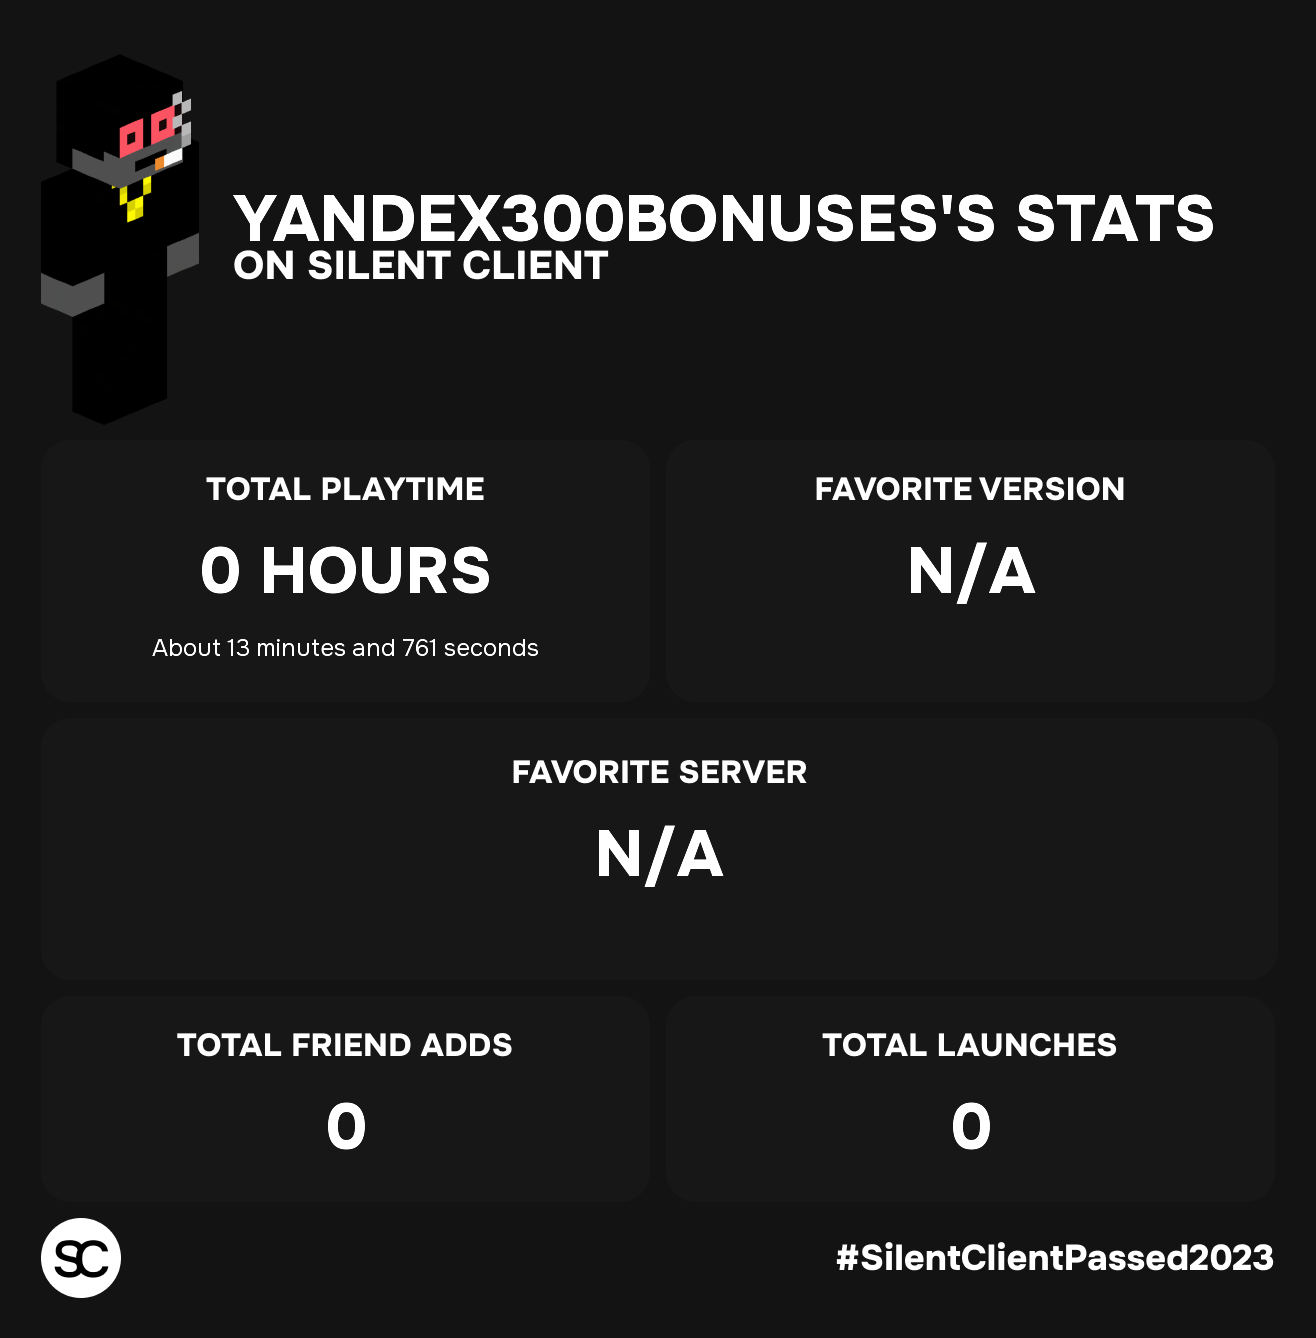 YANDEX300BONUSES'S STATS
ON SILENT CLIENT
TOTAL PLAYTIME
0 HOURS
About 13 minutes and 761 seconds
FAVORITE VERSION
N/A
FAVORITE SERVER
N/A
TOTAL FRIEND ADDS
0
TOTAL LAUNCHES
0
SC
#SilentClientPassed2023